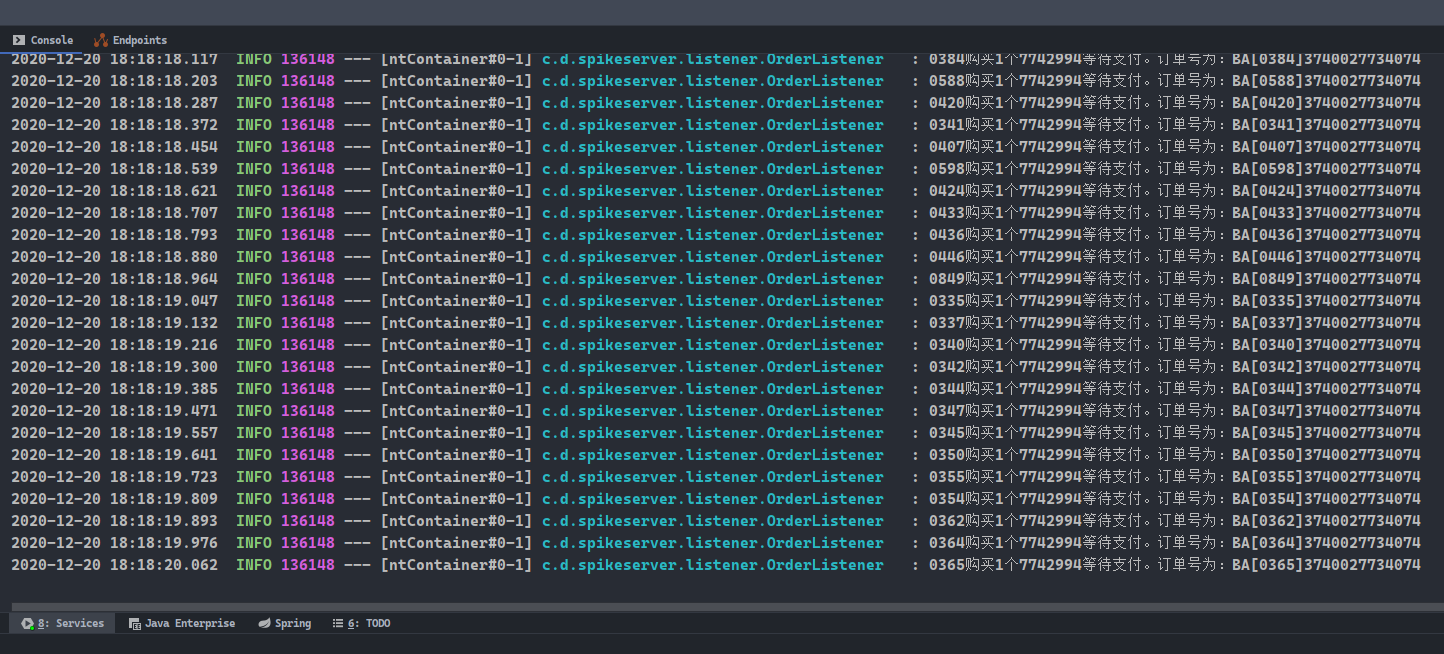 Console Endpoints
2020-12-20 18:18:18.117 INFO 136148 --- [ntContainer#0-1] c.d.spikeserver.listener.OrderListener : 0384购买1个7742994等待支付。订单号为：BA[0384]3740027734074
2020-12-20 18:18:18.203 INFO 136148 --- [ntContainer#0-1] c.d.spikeserver.listener.OrderListener : 0588购买1个7742994等待支付。订单号为：BA[0588]3740027734074
2020-12-20 18:18:18.287 INFO 136148 --- [ntContainer#0-1] c.d.spikeserver.listener.OrderListener : 0420购买1个7742994等待支付。订单号为：BA[0420]3740027734074
2020-12-20 18:18:18.372 INFO 136148 --- [ntContainer#0-1] c.d.spikeserver.listener.OrderListener : 0341购买1个7742994等待支付。订单号为：BA[0341]3740027734074
2020-12-20 18:18:18.454 INFO 136148 --- [ntContainer#0-1] c.d.spikeserver.listener.OrderListener : 0407购买1个7742994等待支付。订单号为：BA[0407]3740027734074
2020-12-20 18:18:18.539 INFO 136148 --- [ntContainer#0-1] c.d.spikeserver.listener.OrderListener : 0598购买1个7742994等待支付。订单号为：BA[0598]3740027734074
2020-12-20 18:18:18.621 INFO 136148 --- [ntContainer#0-1] c.d.spikeserver.listener.OrderListener : 0424购买1个7742994等待支付。订单号为：BA[0424]3740027734074
2020-12-20 18:18:18.707 INFO 136148 --- [ntContainer#0-1] c.d.spikeserver.listener.OrderListener : 0433购买1个7742994等待支付。订单号为：BA[0433]3740027734074
2020-12-20 18:18:18.793 INFO 136148 --- [ntContainer#0-1] c.d.spikeserver.listener.OrderListener : 0436购买1个7742994等待支付。订单号为：BA[0436]3740027734074
2020-12-20 18:18:18.880 INFO 136148 --- [ntContainer#0-1] c.d.spikeserver.listener.OrderListener : 0446购买1个7742994等待支付。订单号为：BA[0446]3740027734074
2020-12-20 18:18:18.964 INFO 136148 --- [ntContainer#0-1] c.d.spikeserver.listener.OrderListener : 0849购买1个7742994等待支付。订单号为：BA[0849]3740027734074
2020-12-20 18:18:19.047 INFO 136148 --- [ntContainer#0-1] c.d.spikeserver.listener.OrderListener : 0335购买1个7742994等待支付。订单号为：BA[0335]3740027734074
2020-12-20 18:18:19.132 INFO 136148 --- [ntContainer#0-1] c.d.spikeserver.listener.OrderListener : 0337购买1个7742994等待支付。订单号为：BA[0337]3740027734074
2020-12-20 18:18:19.216 INFO 136148 --- [ntContainer#0-1] c.d.spikeserver.listener.OrderListener : 0340购买1个7742994等待支付。订单号为：BA[0340]3740027734074
2020-12-20 18:18:19.300 INFO 136148 --- [ntContainer#0-1] c.d.spikeserver.listener.OrderListener : 0342购买1个7742994等待支付。订单号为：BA[0342]3740027734074
2020-12-20 18:18:19.385 INFO 136148 --- [ntContainer#0-1] c.d.spikeserver.listener.OrderListener : 0344购买1个7742994等待支付。订单号为：BA[0344]3740027734074
2020-12-20 18:18:19.471 INFO 136148 --- [ntContainer#0-1] c.d.spikeserver.listener.OrderListener : 0347购买1个7742994等待支付。订单号为：BA[0347]3740027734074
2020-12-20 18:18:19.557 INFO 136148 --- [ntContainer#0-1] c.d.spikeserver.listener.OrderListener : 0345购买1个7742994等待支付。订单号为：BA[0345]3740027734074
2020-12-20 18:18:19.641 INFO 136148 --- [ntContainer#0-1] c.d.spikeserver.listener.OrderListener : 0350购买1个7742994等待支付。订单号为：BA[0350]3740027734074
2020-12-20 18:18:19.723 INFO 136148 --- [ntContainer#0-1] c.d.spikeserver.listener.OrderListener : 0355购买1个7742994等待支付。订单号为：BA[0355]3740027734074
2020-12-20 18:18:19.809 INFO 136148 --- [ntContainer#0-1] c.d.spikeserver.listener.OrderListener : 0354购买1个7742994等待支付。订单号为：BA[0354]3740027734074
2020-12-20 18:18:19.893 INFO 136148 --- [ntContainer#0-1] c.d.spikeserver.listener.OrderListener : 0362购买1个7742994等待支付。订单号为：BA[0362]3740027734074
2020-12-20 18:18:19.976 INFO 136148 --- [ntContainer#0-1] c.d.spikeserver.listener.OrderListener : 0364购买1个7742994等待支付。订单号为：BA[0364]3740027734074
2020-12-20 18:18:20.062 INFO 136148 --- [ntContainer#0-1] c.d.spikeserver.listener.OrderListener : 0365购买1个7742994等待支付。订单号为：BA[0365]3740027734074
8: Services Java Enterprise Spring 6: TODO